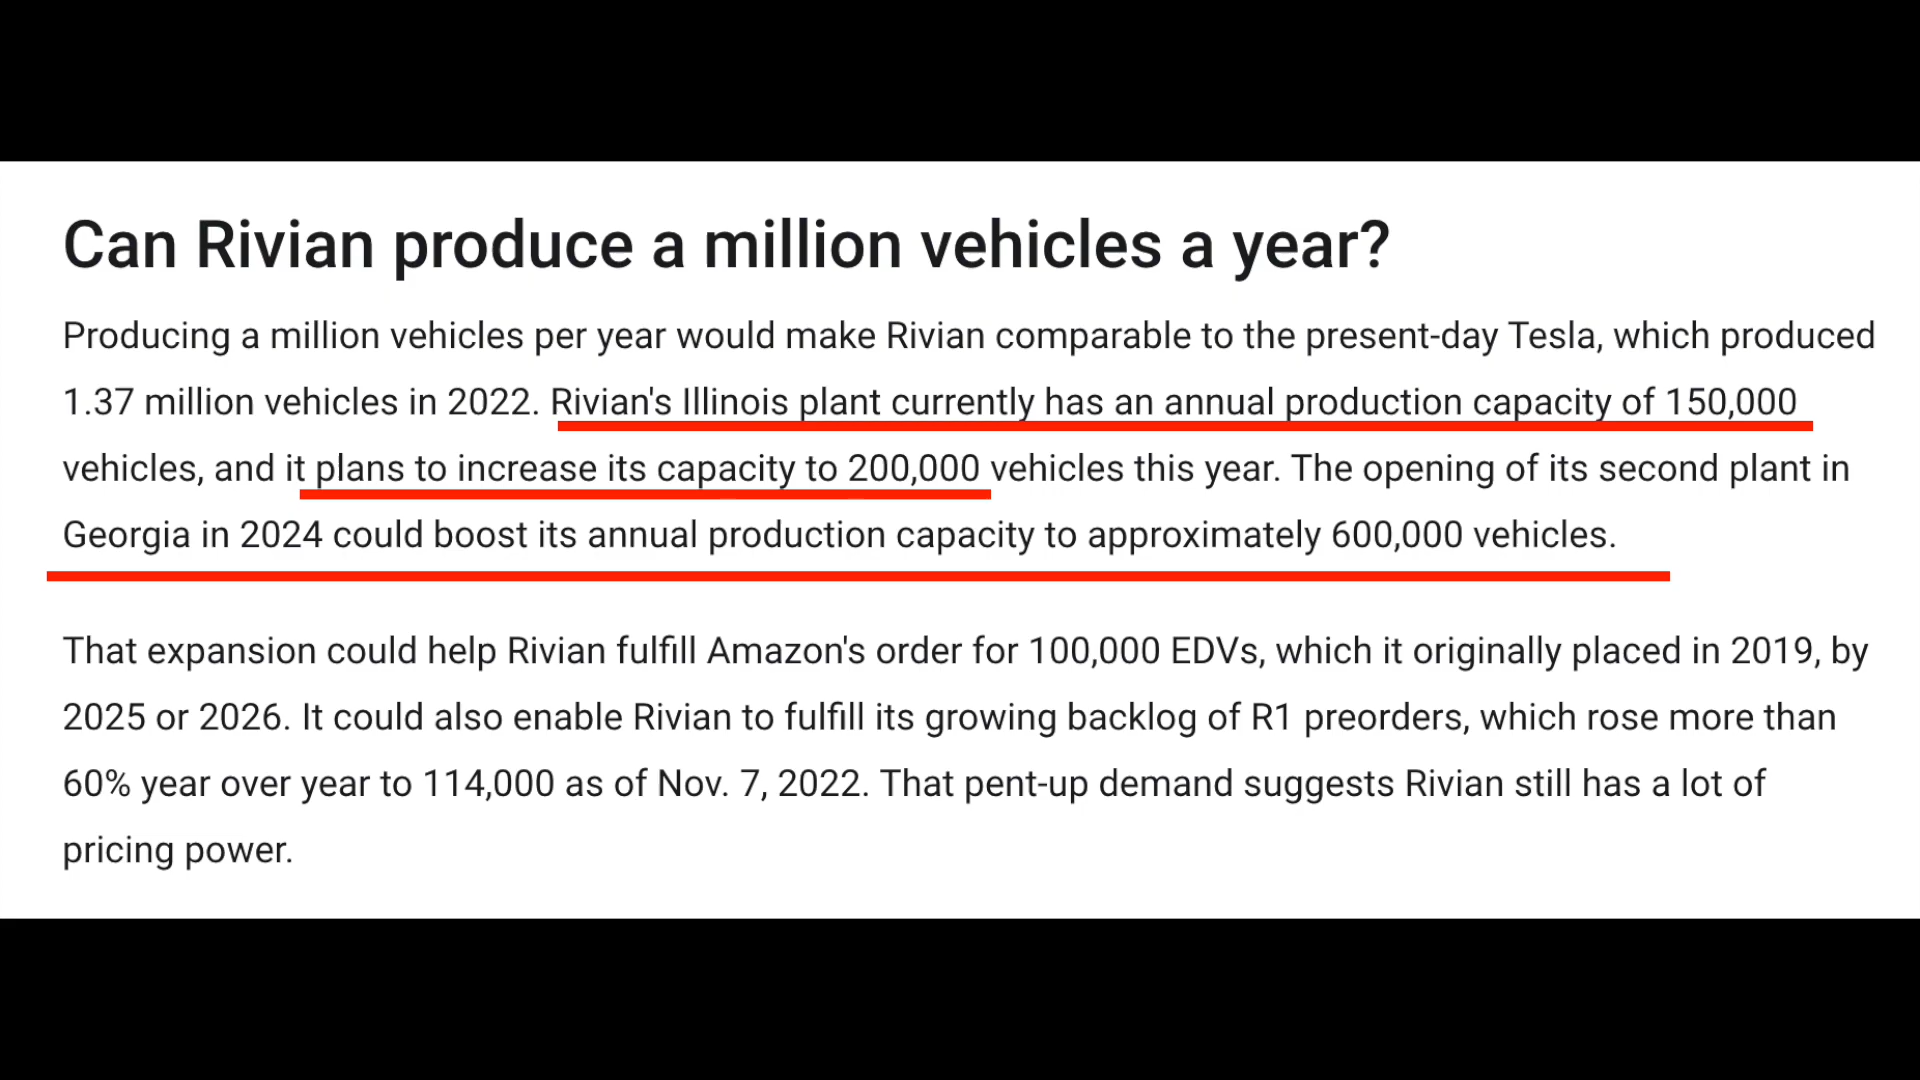 Can Rivian produce a million vehicles a year?
Producing a million vehicles per year would make Rivian comparable to the present-day Tesla, which produced
1.37 million vehicles in 2022. Rivian's Illinois plant currently has an annual production capacity of 150,000
vehicles, and it plans to increase its capacity to 200,000 vehicles this year. The opening of its second plant in
Georgia in 2024 could boost its annual production capacity to approximately 600,000 vehicles.
That expansion could help Rivian fulfill Amazon's order for 100,000 EDVs, which it originally placed in 2019, by
2025 or 2026. It could also enable Rivian to fulfill its growing backlog of R1 preorders, which rose more than
60% year over year to 114,000 as of Nov. 7, 2022. That pent-up demand suggests Rivian still has a lot of
pricing power.